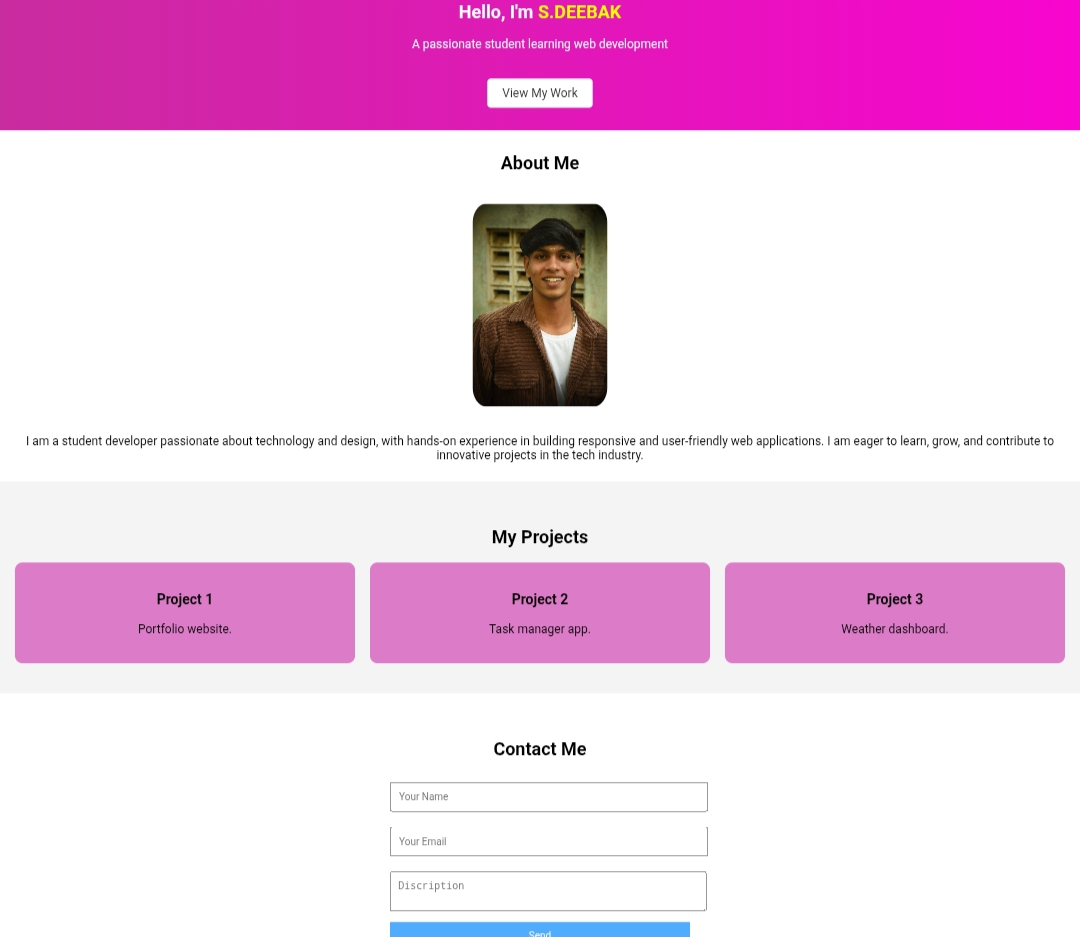 Hello, I'm S.DEEBAK
A passionate student learning web development
View My Work
About Me
I am a student developer passionate about technology and design, with hands-on experience in building responsive and user-friendly web applications. I am eager to learn, grow, and contribute to
innovative projects in the tech industry.
My Projects
Project 1
Portfolio website.
Project 2
Task manager app.
Project 3
Weather dashboard.
Contact Me
Your Name
Your Email
Discription
Send